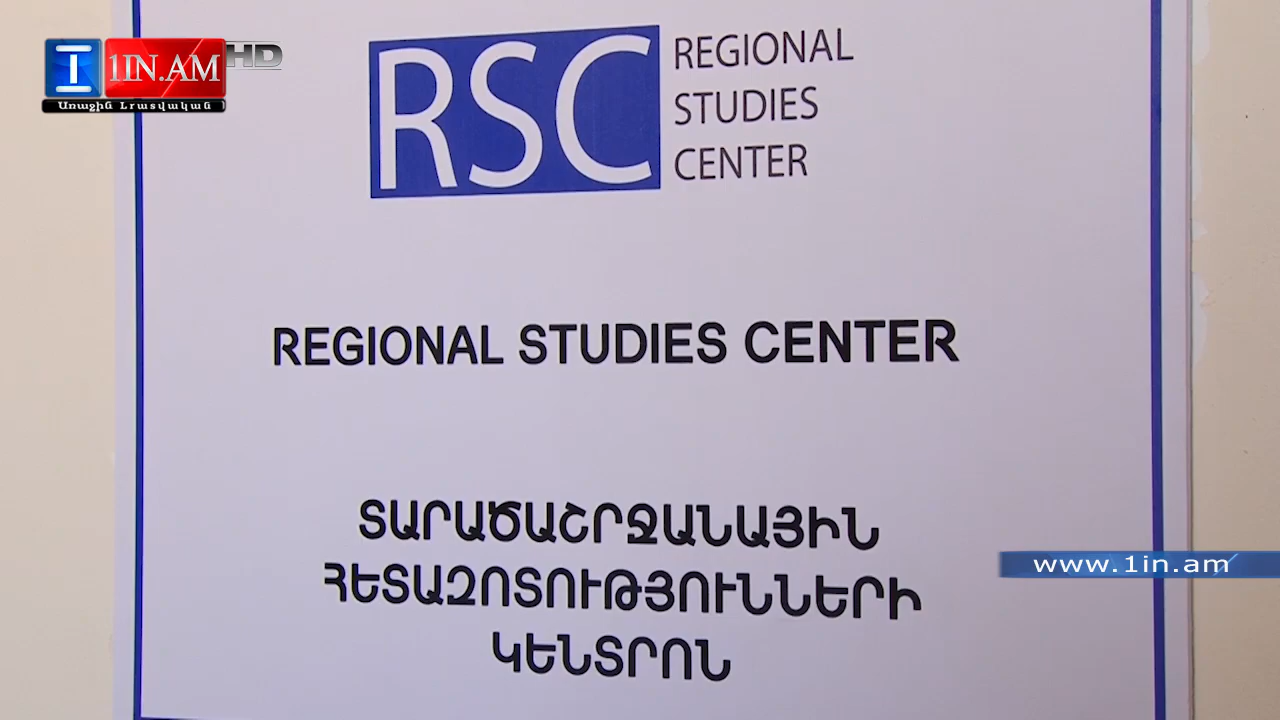 1IN.AM HD
Առաջին Լրատվական
RSC
REGIONAL
STUDIES
CENTER
REGIONAL STUDIES CENTER
ՏԱՐԱԾԱՇՐՋԱՆԱՅԻՆ
ՀԵՏԱԶՈՏՈՒԹՅՈՒՆՆԵՐԻ
ԿԵՆՏՐՈՆ
www.1in.am